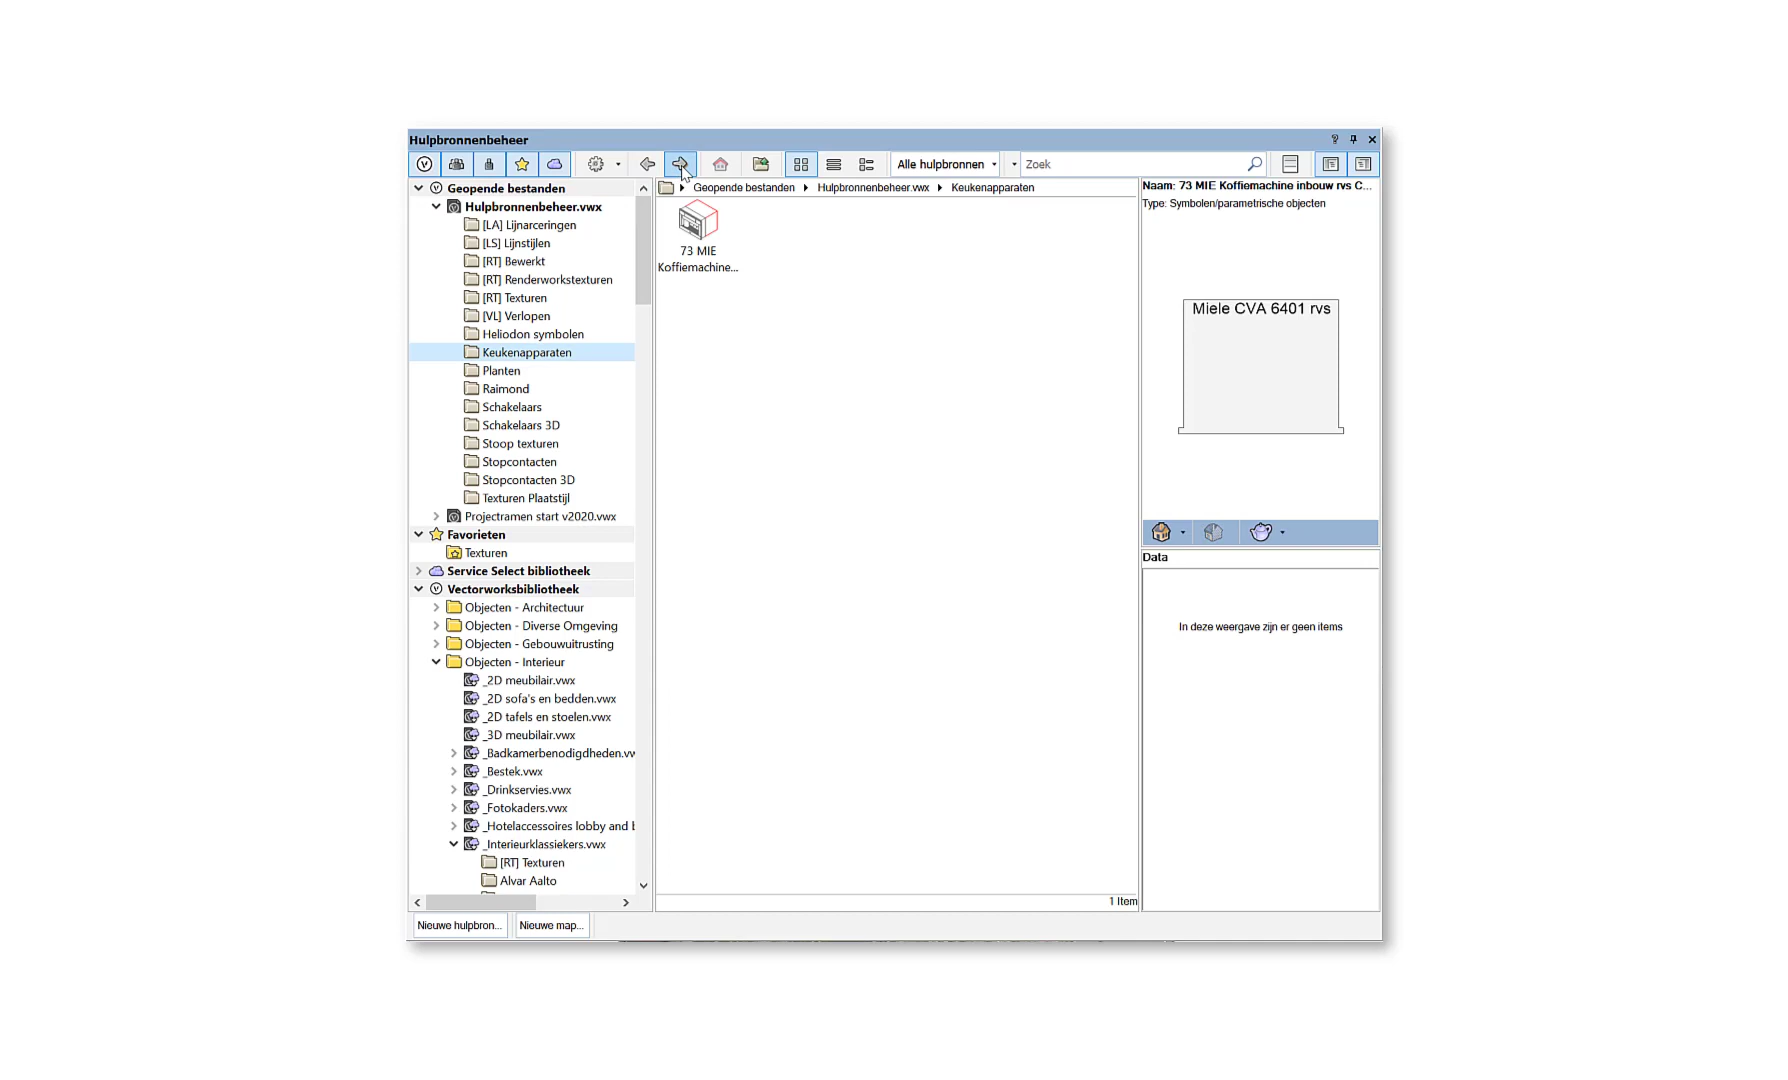 Hulpbronnenbeheer
Alle hulpbronnen
Zoek
Geopende bestanden
Hulpbronnenbeheer.vwx
[LA] Lijnarceringen
[LS] Lijnstijlen
[RT] Bewerkt
[RT] Renderworkstexturen
[RT] Texturen
[VL] Verlopen
Heliodon symbolen
Keukenapparaten
Planten
Raimond
Schakelaars
Schakelaars 3D
Stoop texturen
Stopcontacten
Stopcontacten 3D
Texturen Plaatstijl
Projectramen start v2020.vwx
Favorieten
Texturen
Service Select bibliotheek
Vectorworksbibliotheek
Objecten - Architectuur
Objecten - Diverse Omgeving
Objecten - Gebouwuitrusting
Objecten - Interieur
_2D meubilair.vwx
_2D sofa's en bedden.vwx
_2D tafels en stoelen.vwx
_3D meubilair.vwx
_Badkamerbenodigdheden.vw
_Bestek.vwx
_Drinkservies.vwx
_Fotokaders.vwx
_Hotelaccessoires lobby and b
_Interieurklassiekers.vwx
[RT] Texturen
Alvar Aalto
Nieuwe hulpbron...
Nieuwe map...
Geopende bestanden Hulpbronnenbeheer.vwx Keukenapparaten
73 MIE
Koffiemachine...
1 Item
Naam: 73 MIE Koffiemachine inbouw rvs C...
Type: Symbolen/parametrische objecten
Miele CVA 6401 rvs
Data
In deze weergave zijn er geen items